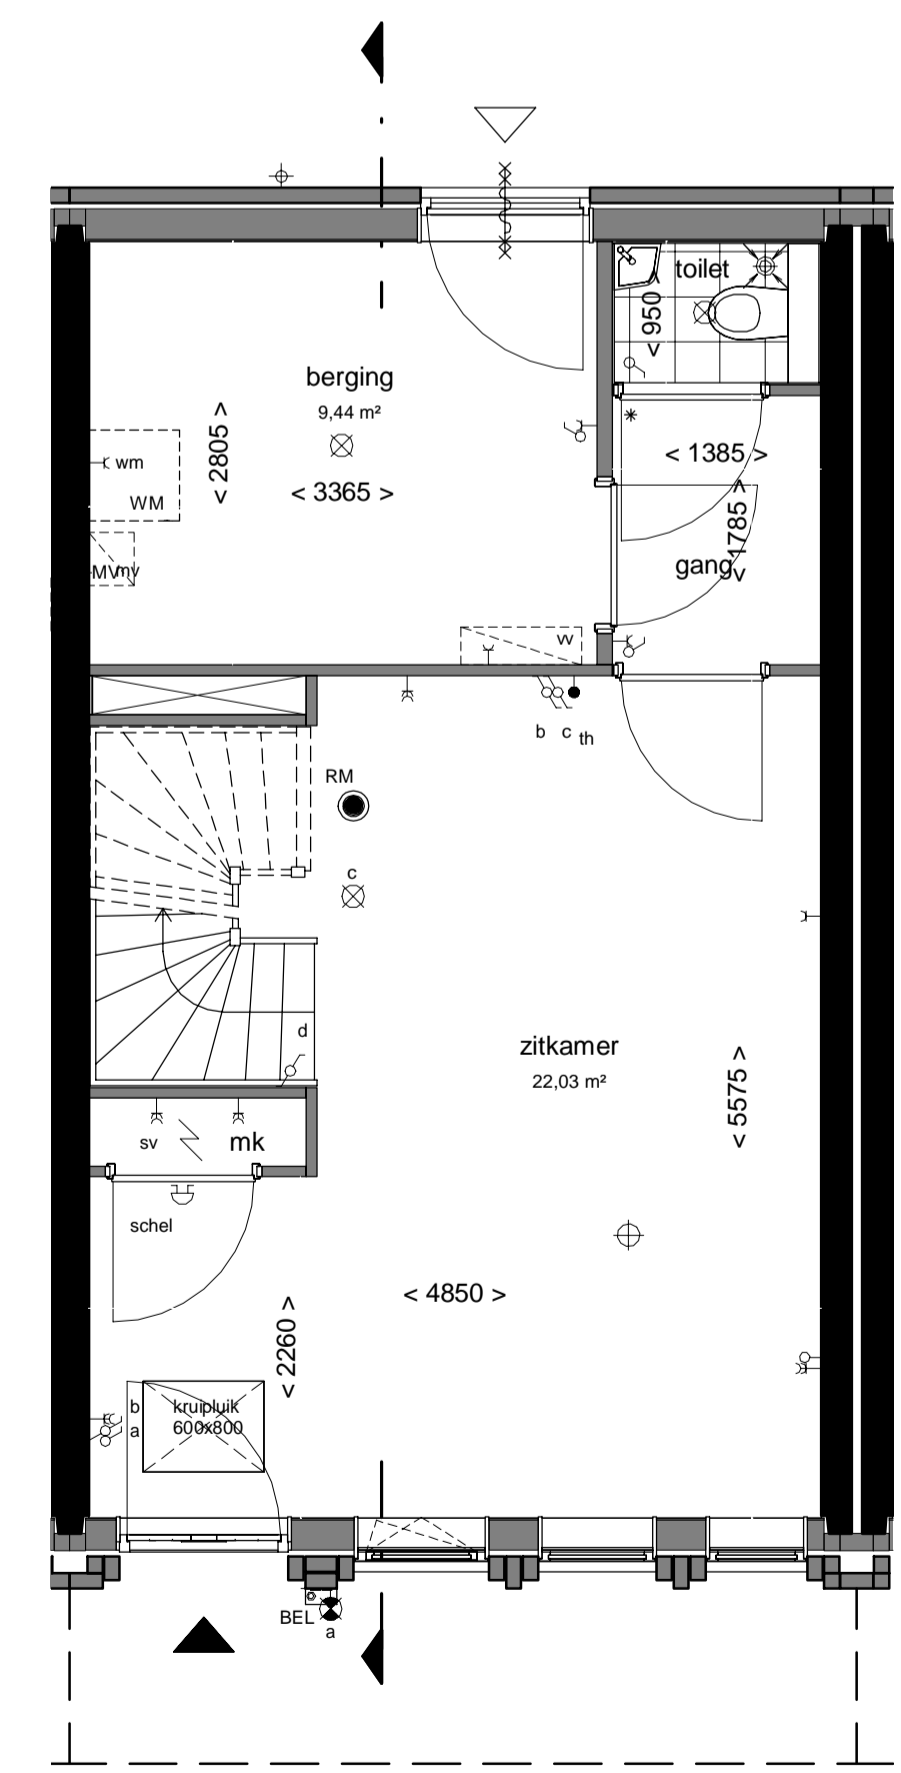 toilet
< 950 >
berging
9,44 m²
< 2805 >
< 3365 >
< 1385 >
wm
WM
< 1785 >
gang
MV
mv
vv
b
c
th
RM
c
d
zitkamer
22,03 m²
< 5575 >
sv
mk
schel
< 4850 >
< 2260 >
b
a
kruipluik
600x800
BEL
a